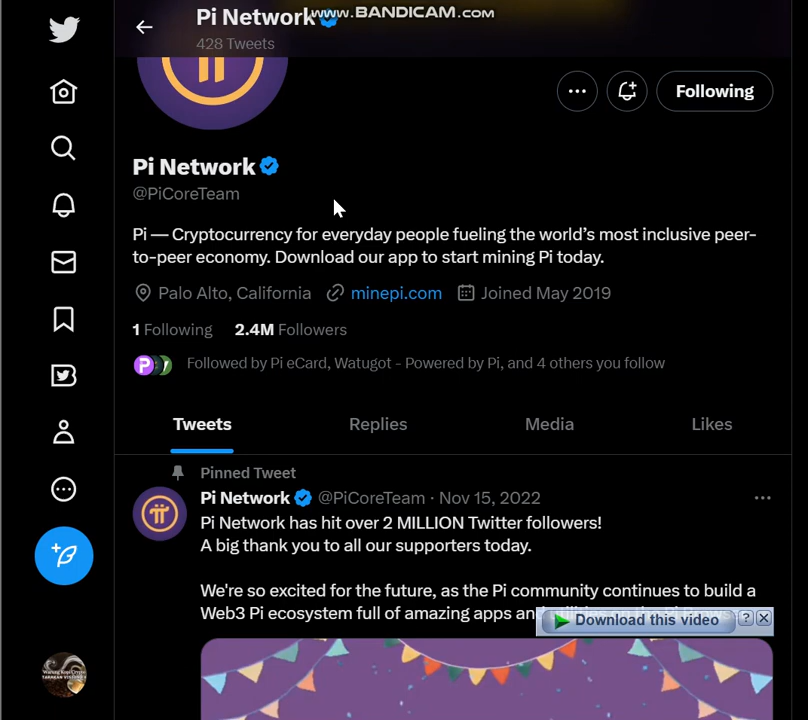 Pi Network
www.BANDICAM.com
428 Tweets
Following
Pi Network
@PiCoreTeam
Pi — Cryptocurrency for everyday people fueling the world’s most inclusive peer-
to-peer economy. Download our app to start mining Pi today.
Palo Alto, California minepi.com Joined May 2019
1 Following 2.4M Followers
P Followed by Pi eCard, Watugot - Powered by Pi, and 4 others you follow
Tweets Replies Media Likes
Pinned Tweet
Pi Network @PiCoreTeam · Nov 15, 2022
Pi Network has hit over 2 MILLION Twitter followers!
A big thank you to all our supporters today.
We're so excited for the future, as the Pi community continues to build a
Web3 Pi ecosystem full of amazing apps and
Download this video ? X